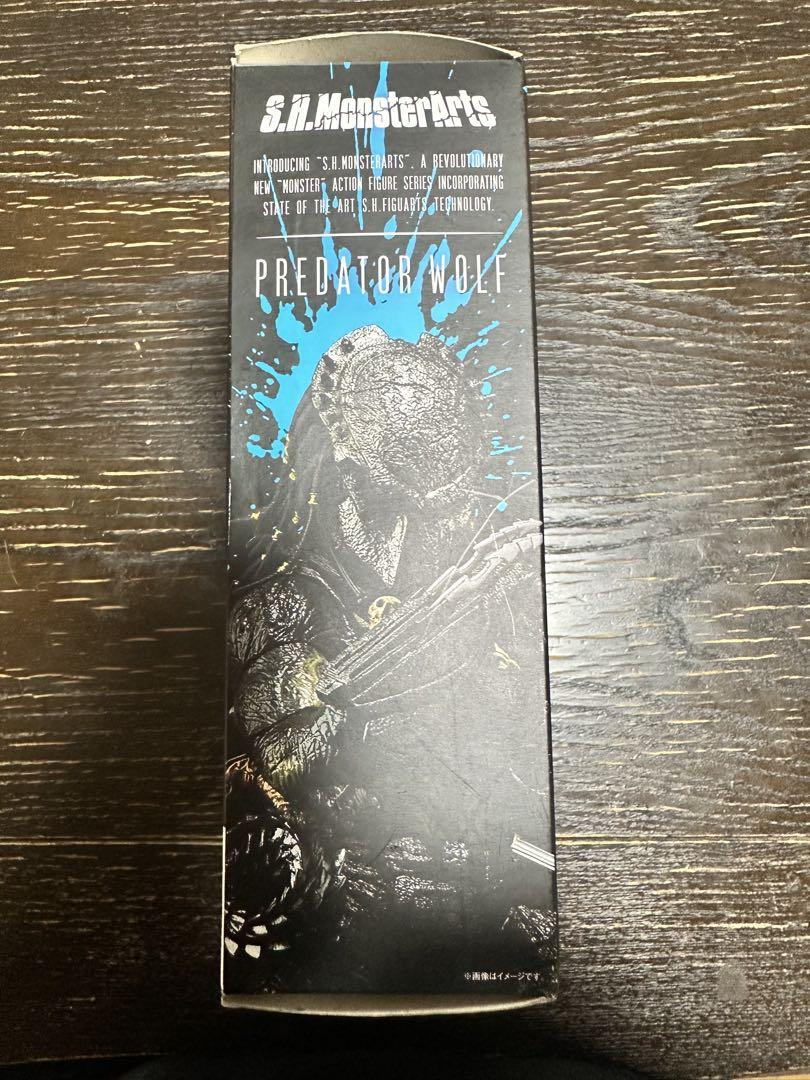 S.H.MonsterArts
INTRODUCING "S.H.MONSTERARTS". A REVOLUTIONARY
NEW "MONSTER" ACTION FIGURE SERIES INCORPORATING
STATE OF THE ART S.H.FIGUARTS TECHNOLOGY.
PREDATOR WOLF
※画像はイメージです。